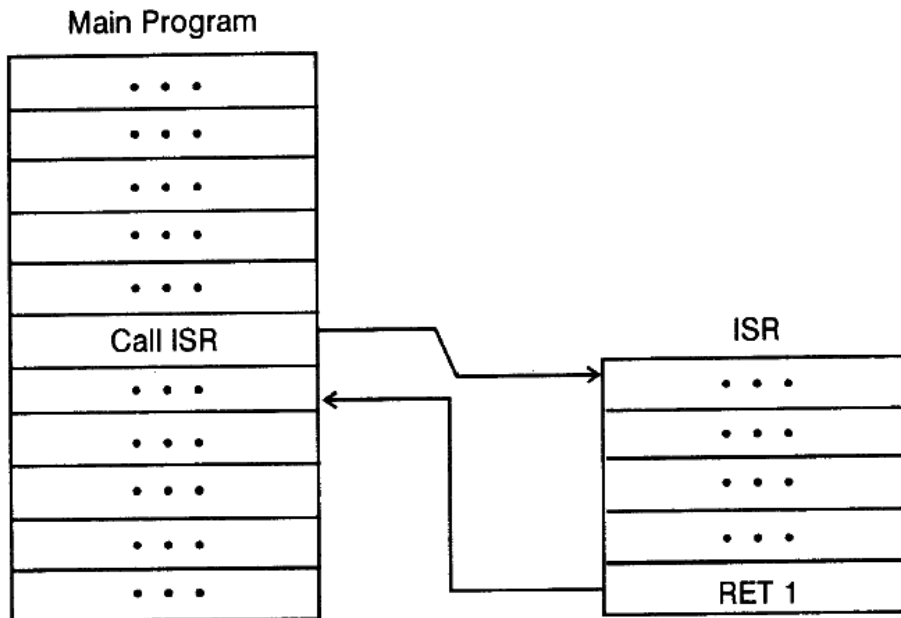 Main Program
• • •
• • •
• • •
• • •
• • •
Call ISR
• • •
• • •
• • •
• • •
• • •
ISR
• • •
• • •
• • •
• • •
RET 1